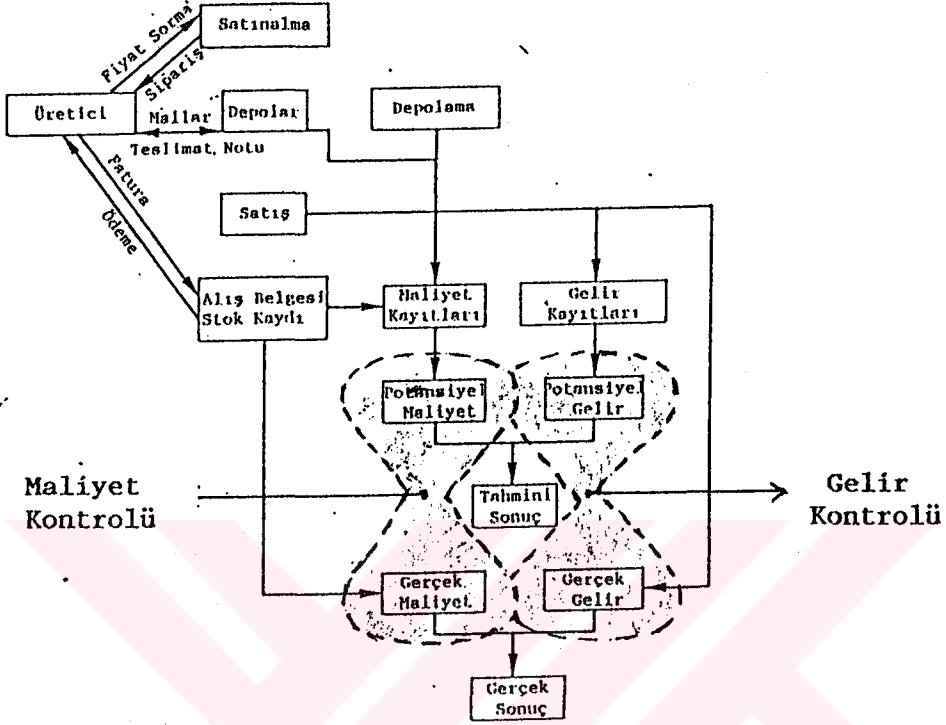 Satınalma
Fiyat Sorma
Sipariş
Üretici
Mallar
Teslimat, Notu
Depolar
Depolama
Fatura
Ödeme
Satış
Alış Belgesi
Stok Kaydı
Maliyet
Kayıtları
Gelir
Kayıtları
Potansiyel
Maliyet
Potansiyel
Gelir
Maliyet
Kontrolü
Tahmini
Sonuç
Gelir
Kontrolü
Gerçek
Maliyet
Gerçek
Gelir
Gerçek
Sonuç